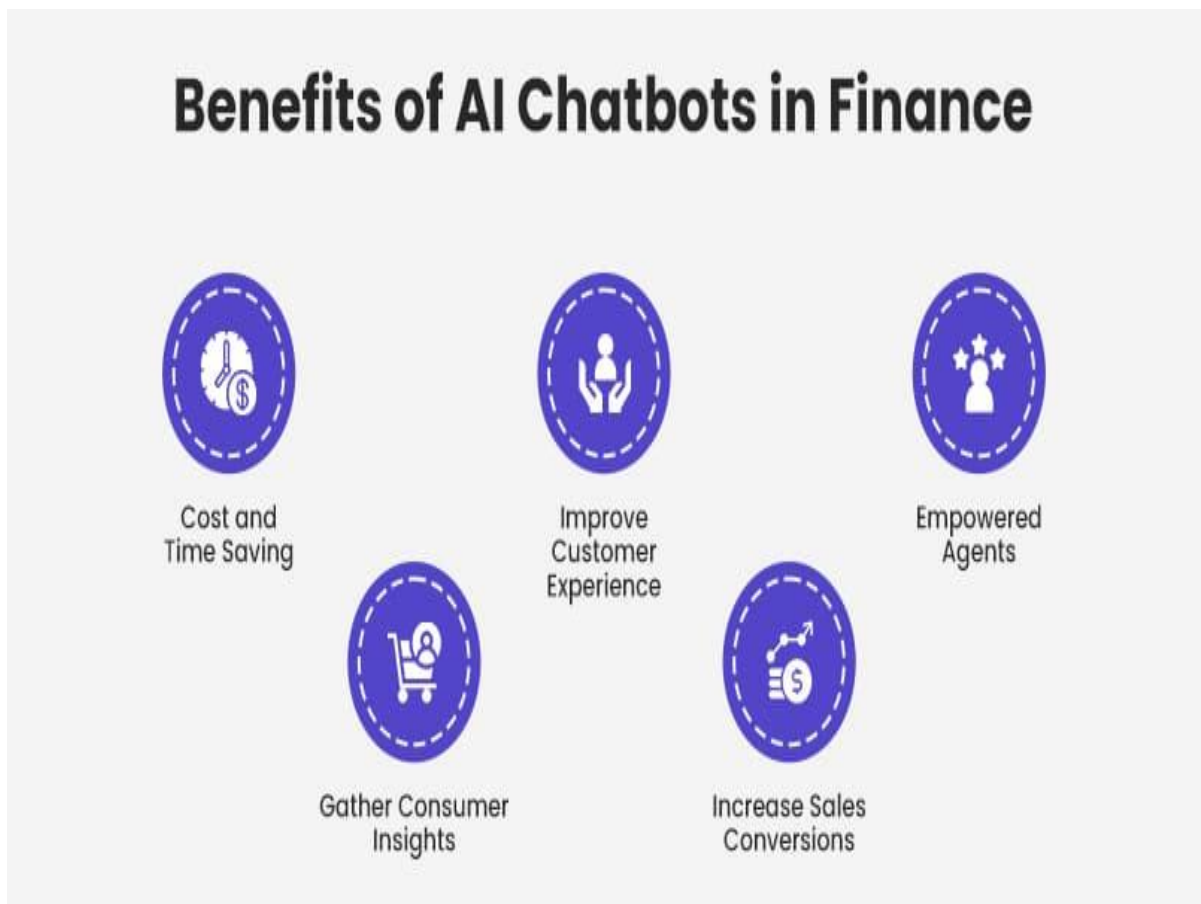 Benefits of AI Chatbots in Finance
Cost and
Time Saving
Improve
Customer
Experience
Empowered
Agents
Gather Consumer
Insights
Increase Sales
Conversions